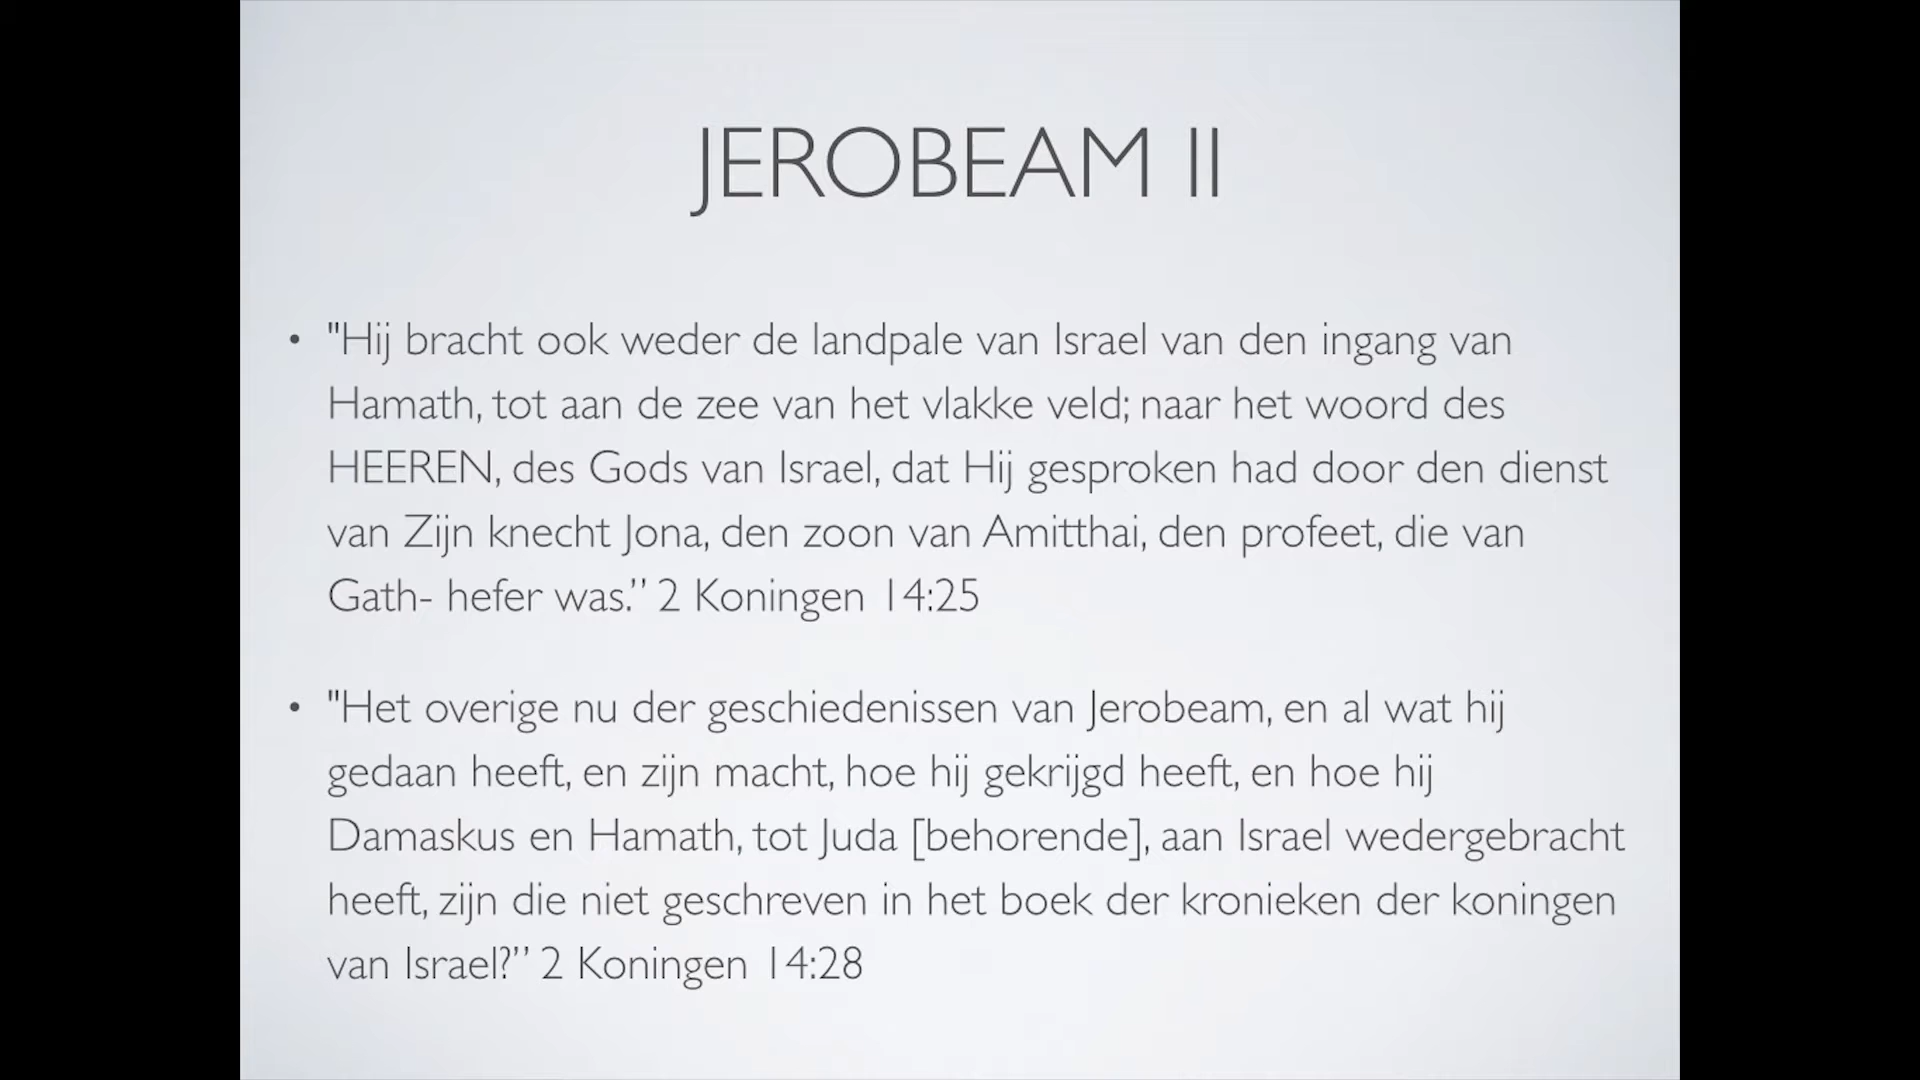 JEROBEAM II
• "Hij bracht ook weder de landpale van Israel van den ingang van
Hamath, tot aan de zee van het vlakke veld; naar het woord des
HEEREN, des Gods van Israel, dat Hij gesproken had door den dienst
van Zijn knecht Jona, den zoon van Amitthai, den profeet, die van
Gath- hefer was.” 2 Koningen 14:25
• "Het overige nu der geschiedenissen van Jerobeam, en al wat hij
gedaan heeft, en zijn macht, hoe hij gekrijgd heeft, en hoe hij
Damaskus en Hamath, tot Juda [behorende], aan Israel wedergebracht
heeft, zijn die niet geschreven in het boek der kronieken der koningen
van Israel?” 2 Koningen 14:28